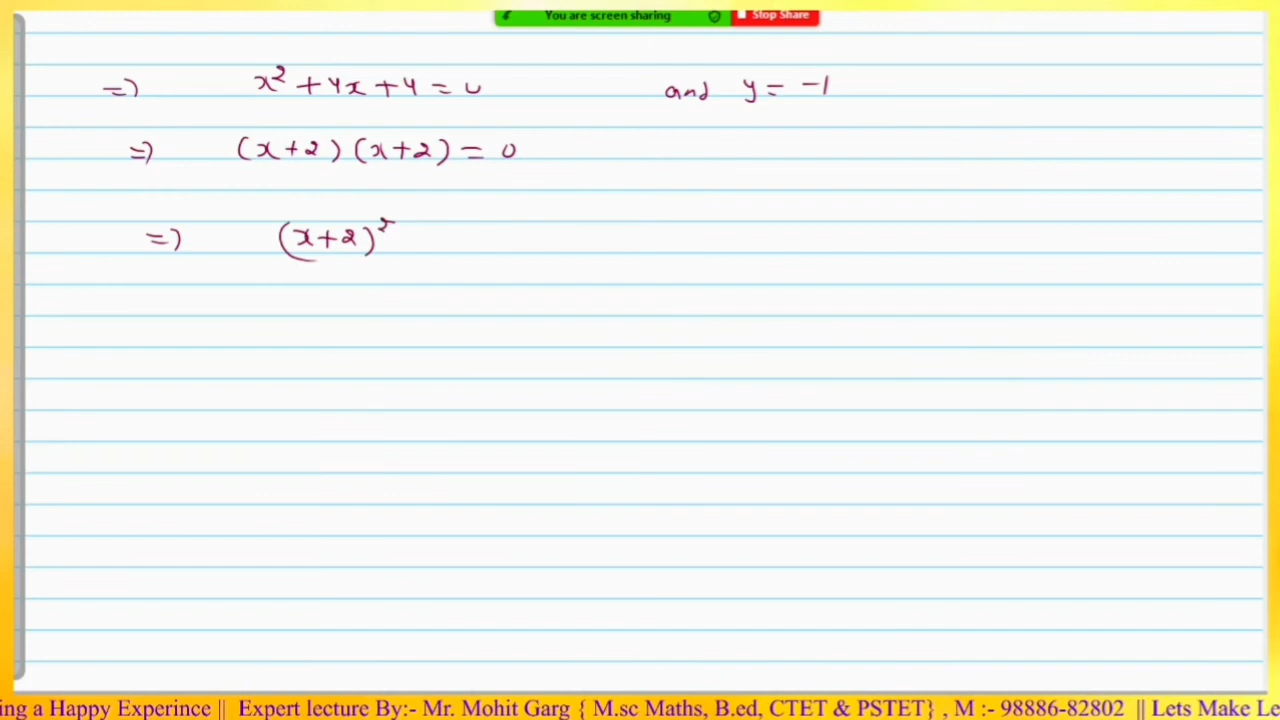 You are screen sharing Stop Share
=) x² + 4x + 4 = 0 and y = -1
=) (x+2) (x+2) = 0
=) (x+2)²
ing a Happy Experince || Expert lecture By:- Mr. Mohit Garg { M.sc Maths, B.ed, CTET & PSTET} , M :- 98886-82802 || Lets Make Le